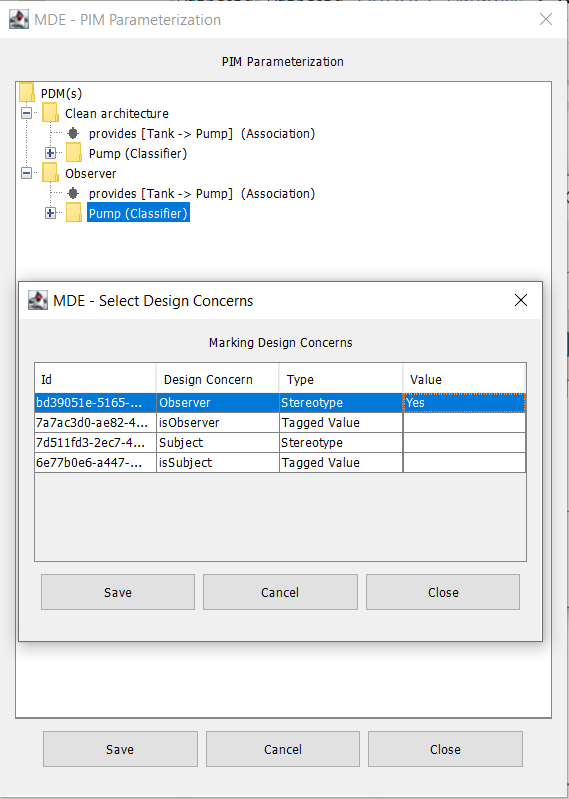 MDE - PIM Parameterization
PIM Parameterization
PDM(s)
Clean architecture
provides [Tank -> Pump] (Association)
Pump (Classifier)
Observer
provides [Tank -> Pump] (Association)
Pump (Classifier)
MDE - Select Design Concerns
Marking Design Concerns
Id Design Concern Type Value
bd39051e-5165-... Observer Stereotype Yes
7a7ac3d0-ae82-4... isObserver Tagged Value
7d511fd3-2ec7-4... Subject Stereotype
6e77b0e6-a447-... isSubject Tagged Value
Save Cancel Close
Save Cancel Close